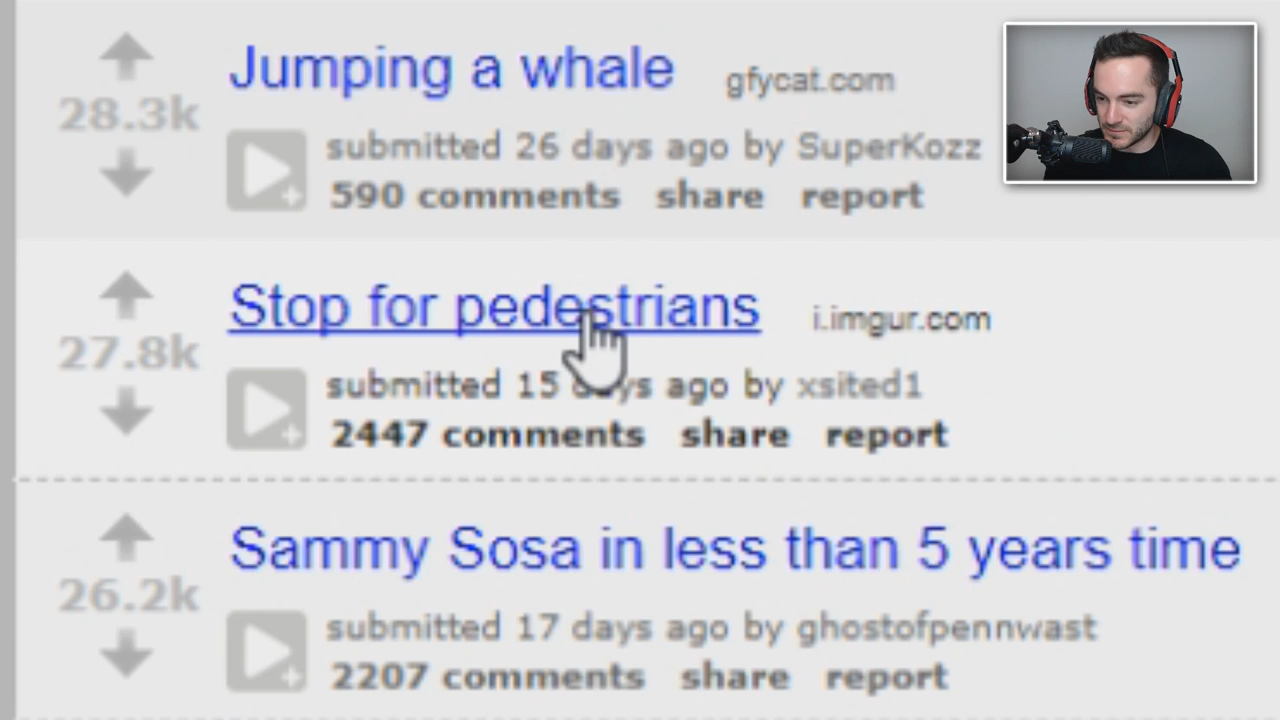 Jumping a whale gfycat.com
28.3k
submitted 26 days ago by SuperKozz
590 comments share report
Stop for pedestrians i.imgur.com
27.8k
submitted 15 days ago by xsited1
2447 comments share report
Sammy Sosa in less than 5 years time
26.2k
submitted 17 days ago by ghostofpennwast
2207 comments share report